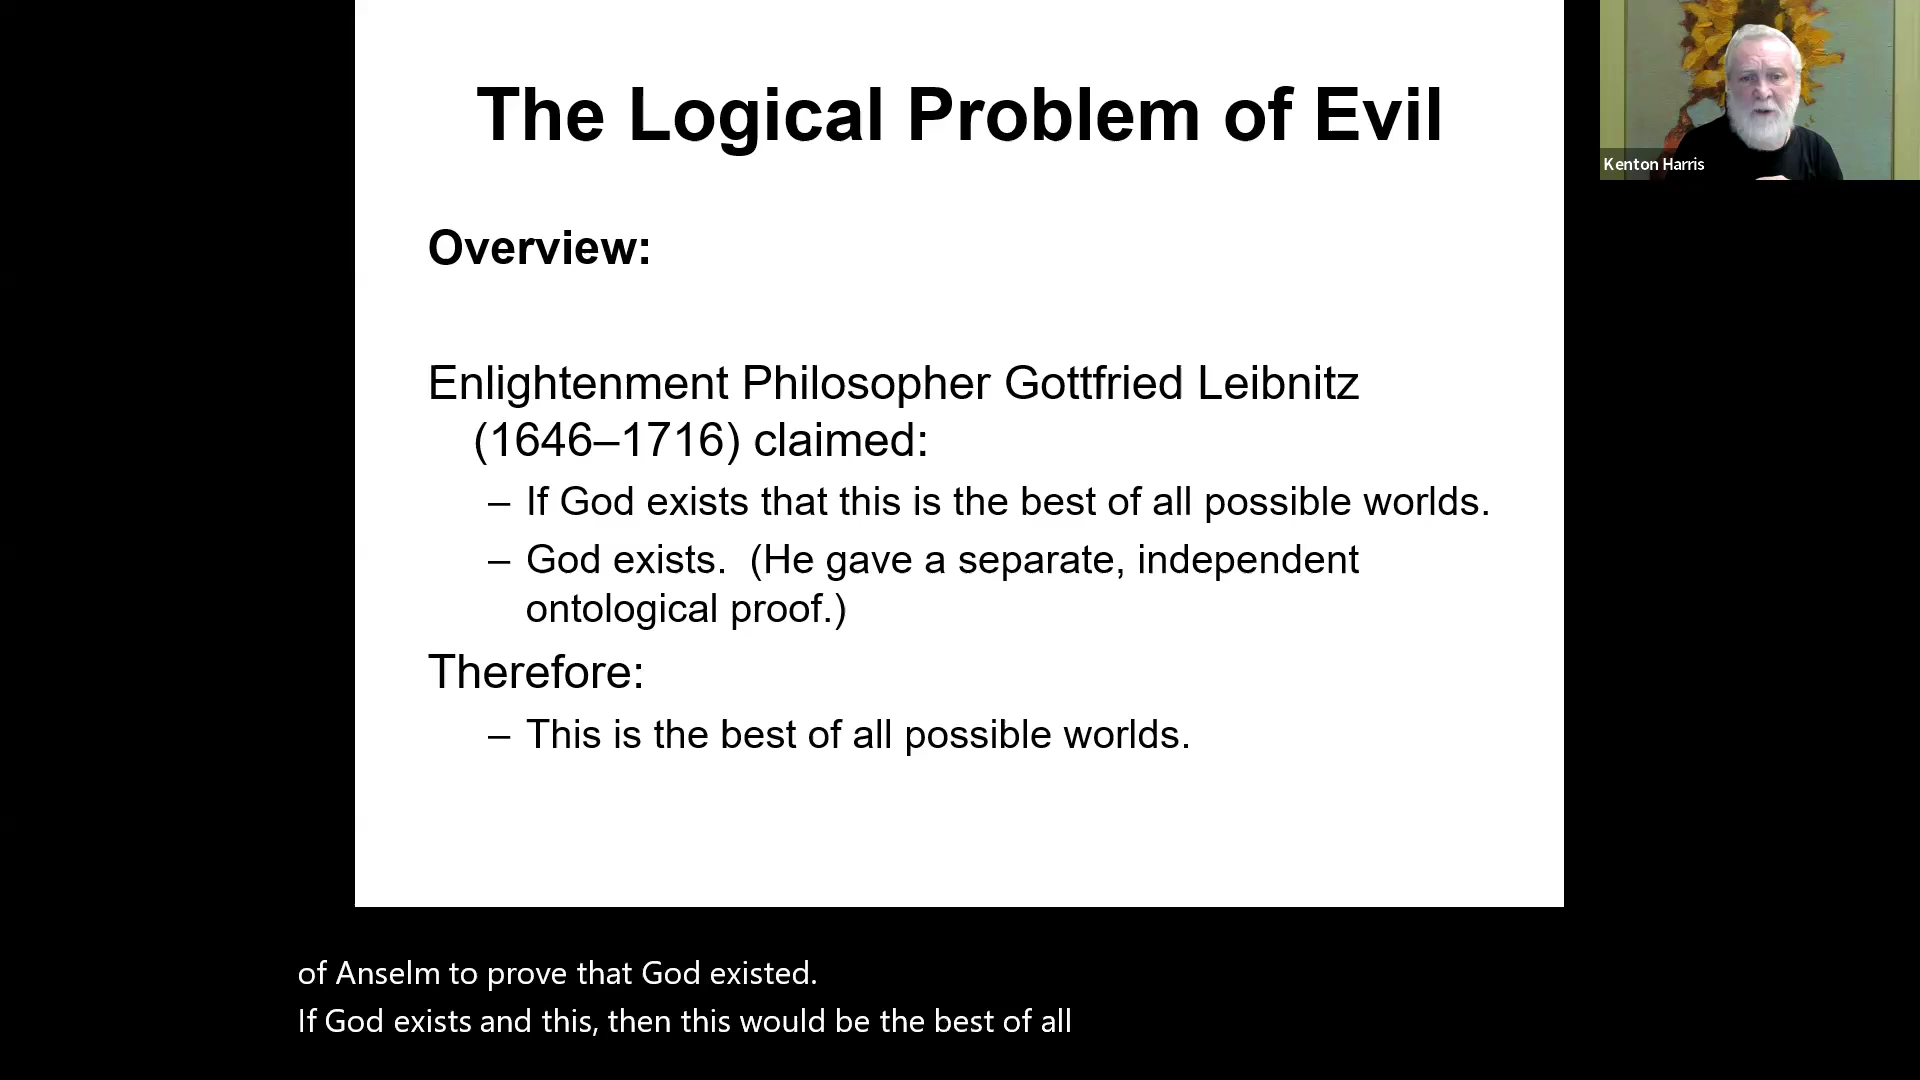 The Logical Problem of Evil
Kenton Harris
Overview:
Enlightenment Philosopher Gottfried Leibnitz
(1646–1716) claimed:
– If God exists that this is the best of all possible worlds.
– God exists.  (He gave a separate, independent
ontological proof.)
Therefore:
– This is the best of all possible worlds.
of Anselm to prove that God existed.
If God exists and this, then this would be the best of all